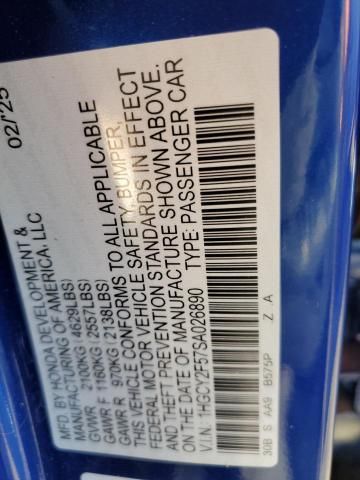 MFD BY HONDA DEVELOPMENT &
MANUFACTURING OF AMERICA, LLC 02/'25
GVWR 2100KG (4629LBS)
GAWR F 1160KG (2557LBS)
GAWR R 970KG (2138LBS)
THIS VEHICLE CONFORMS TO ALL APPLICABLE
FEDERAL MOTOR VEHICLE SAFETY, BUMPER,
AND THEFT PREVENTION STANDARDS IN EFFECT
ON THE DATE OF MANUFACTURE SHOWN ABOVE.
V.I.N: 1HGCY2F57SA026890 TYPE: PASSENGER CAR
30B S AA9 B575P Z A